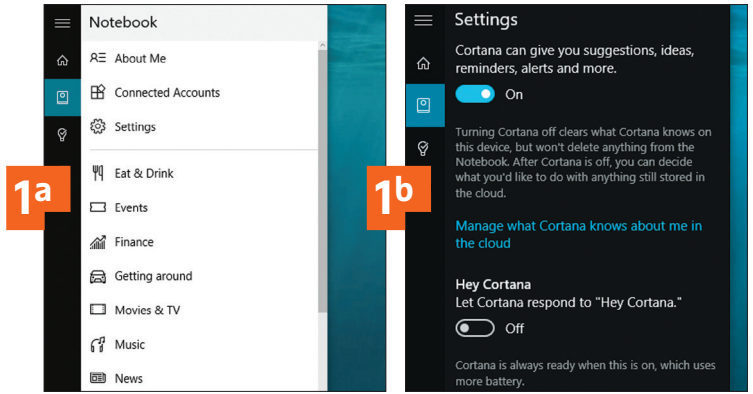 1a
Notebook
About Me
Connected Accounts
Settings
Eat & Drink
Events
Finance
Getting around
Movies & TV
Music
News
1b
Settings
Cortana can give you suggestions, ideas,
reminders, alerts and more.
On
Turning Cortana off clears what Cortana knows on
this device, but won't delete anything from the
Notebook. After Cortana is off, you can decide
what you'd like to do with anything still stored in
the cloud.
Manage what Cortana knows about me in
the cloud
Hey Cortana
Let Cortana respond to "Hey Cortana."
Off
Cortana is always ready when this is on, which uses
more battery.